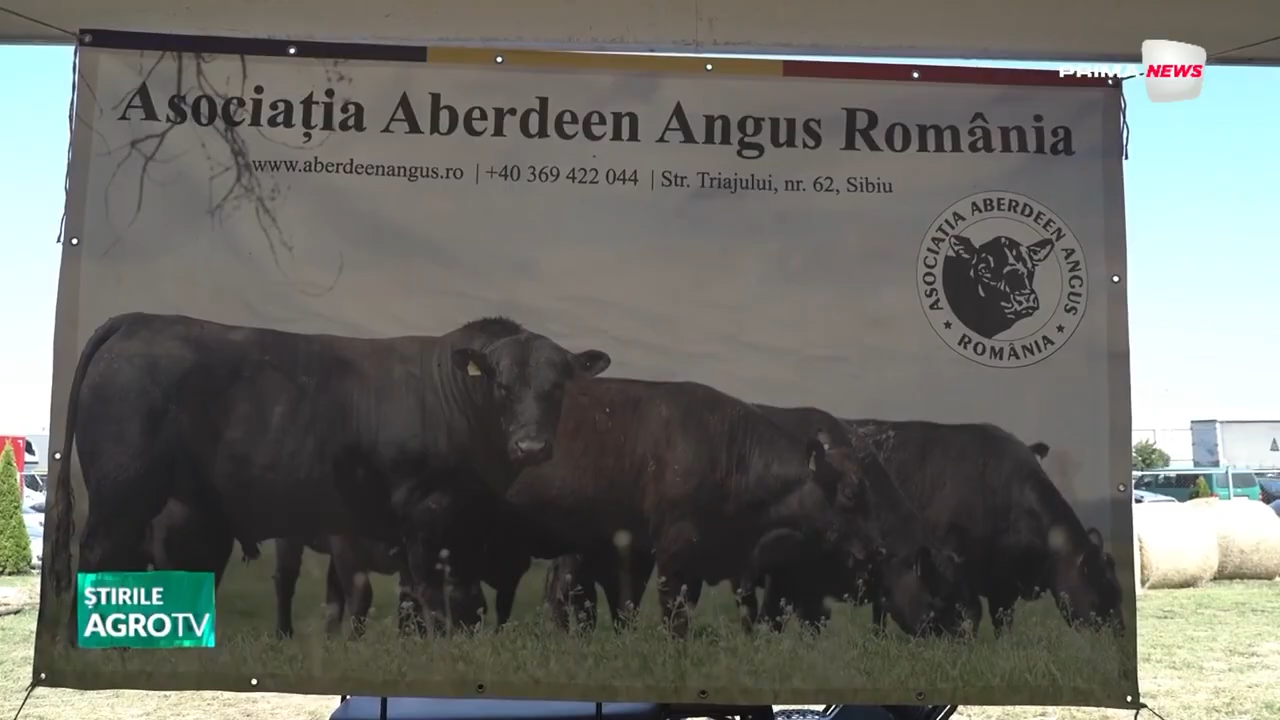 PRIMA NEWS
Asociația Aberdeen Angus România
www.aberdeenangus.ro | +40 369 422 044 | Str. Triajului, nr. 62, Sibiu
ASOCIAȚIA ABERDEEN ANGUS
ROMÂNIA
ȘTIRILE
AGROTV